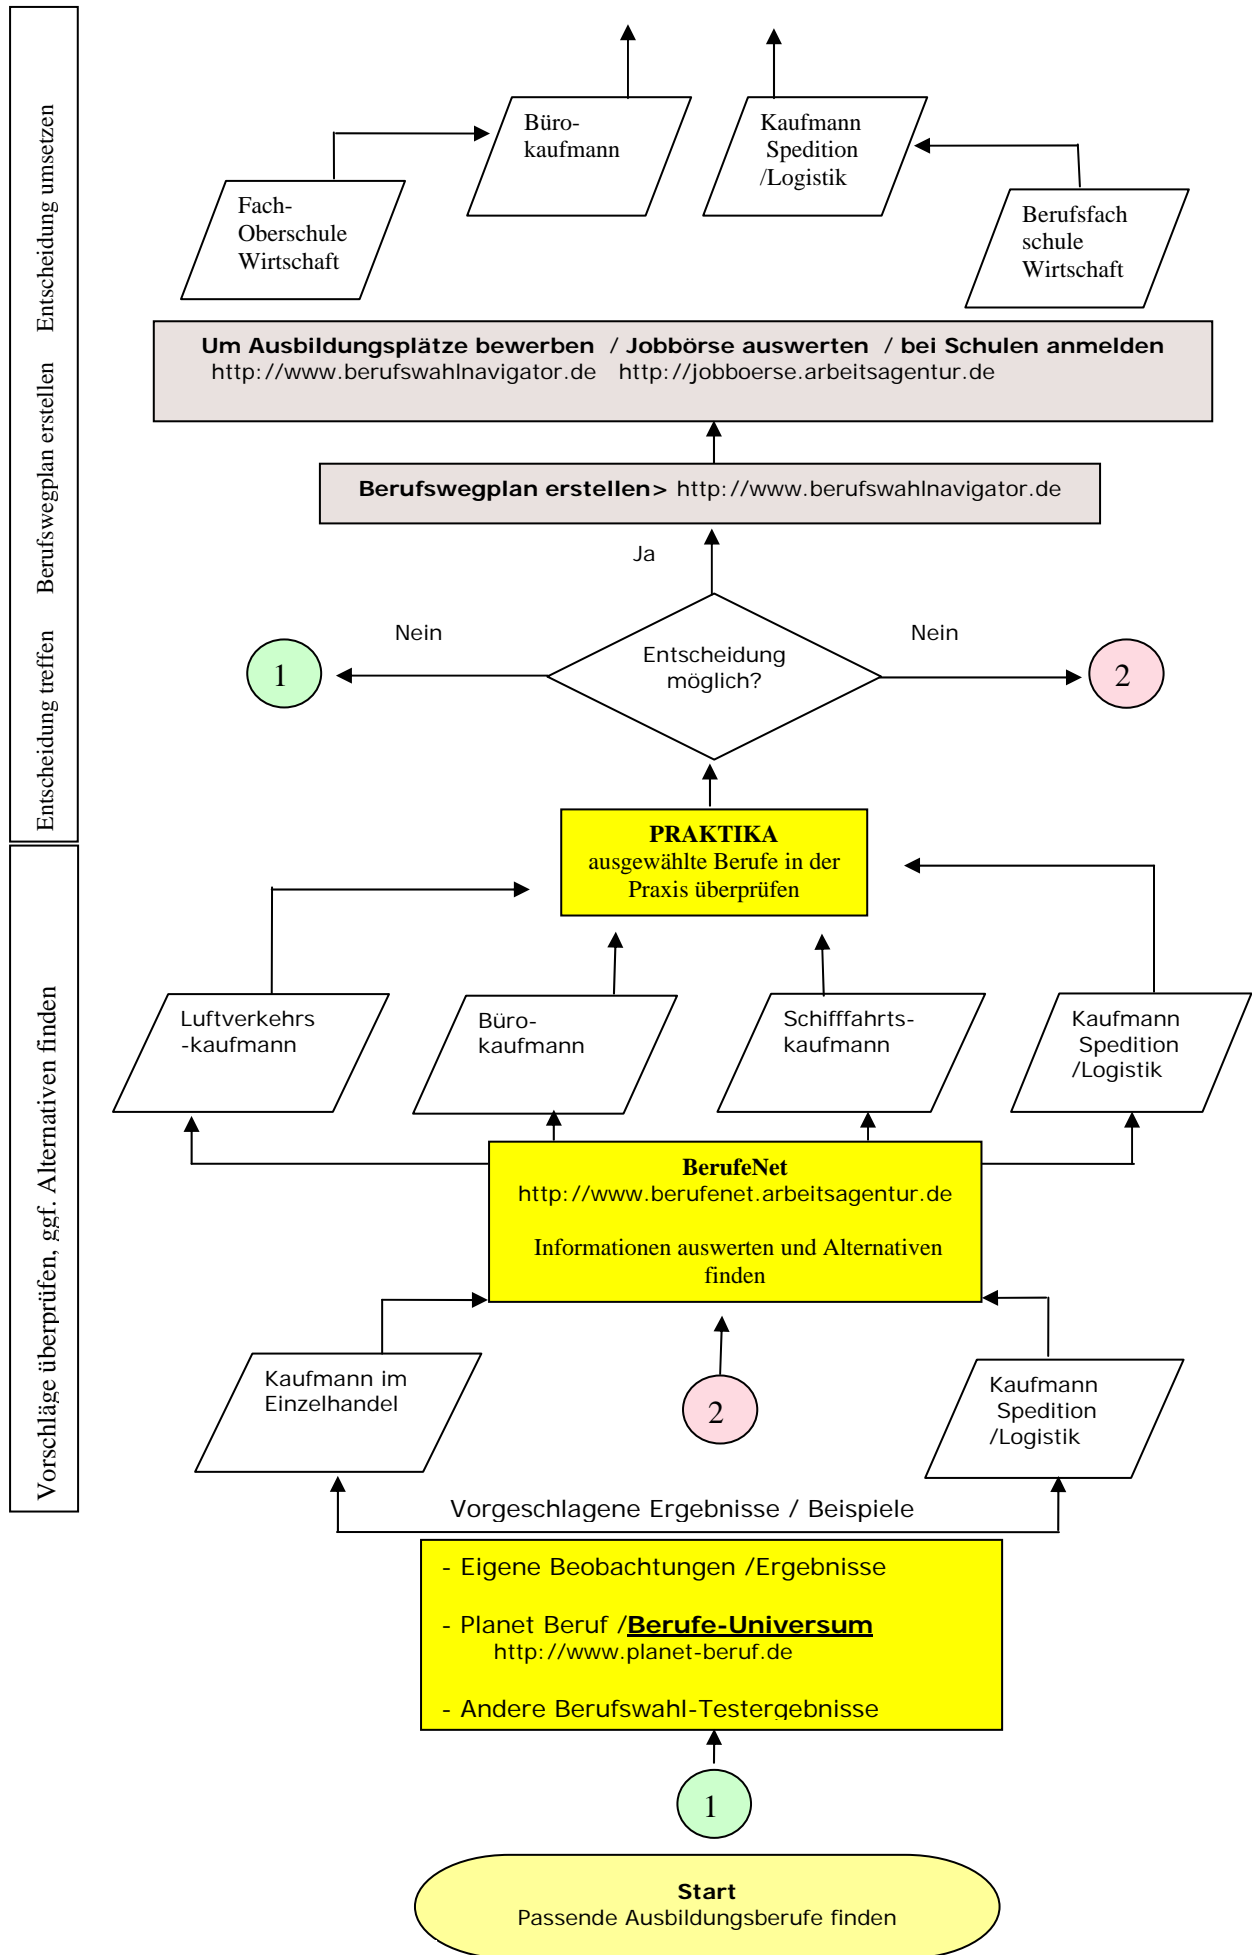 Entscheidung treffen    Berufswegplan erstellen    Entscheidung umsetzen
Vorschläge überprüfen, ggf. Alternativen finden
Büro-
kaufmann
Kaufmann
Spedition
/Logistik
Fach-
Oberschule
Wirtschaft
Berufsfach
schule
Wirtschaft
Um Ausbildungsplätze bewerben / Jobbörse auswerten / bei Schulen anmelden
http://www.berufswahlnavigator.de http://jobboerse.arbeitsagentur.de
Berufswegplan erstellen> http://www.berufswahlnavigator.de
Ja
Nein
Nein
Entscheidung
möglich?
1
2
PRAKTIKA
ausgewählte Berufe in der
Praxis überprüfen
Luftverkehrs
-kaufmann
Büro-
kaufmann
Schifffahrts-
kaufmann
Kaufmann
Spedition
/Logistik
BerufeNet
http://www.berufenet.arbeitsagentur.de
Informationen auswerten und Alternativen
finden
Kaufmann im
Einzelhandel
2
Kaufmann
Spedition
/Logistik
Vorgeschlagene Ergebnisse / Beispiele
- Eigene Beobachtungen /Ergebnisse
- Planet Beruf /Berufe-Universum
http://www.planet-beruf.de
- Andere Berufswahl-Testergebnisse
1
Start
Passende Ausbildungsberufe finden